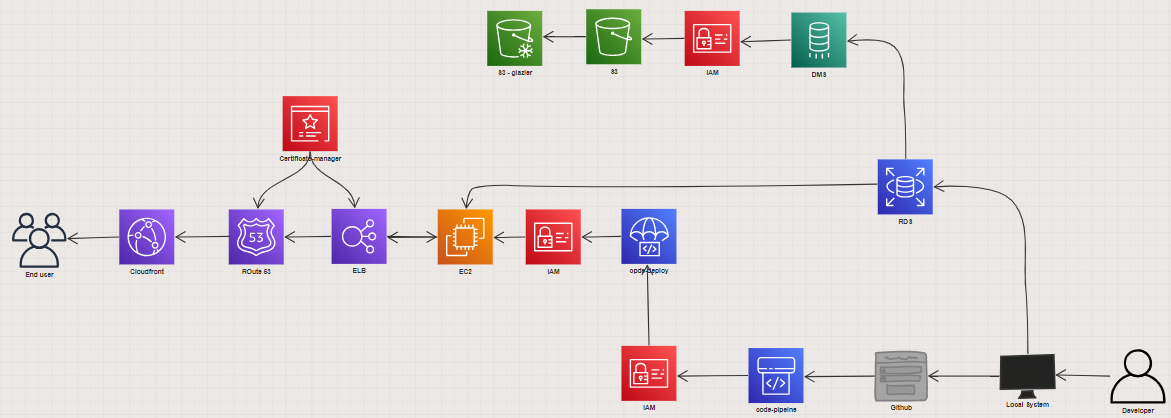 S3 - glazier
S3
IAM
DMS
Certificate-manager
RDS
End user
Cloudfront
53
ROute 53
ELB
EC2
IAM
opde-deploy
IAM
code-pipeline
Github
Local System
Developer